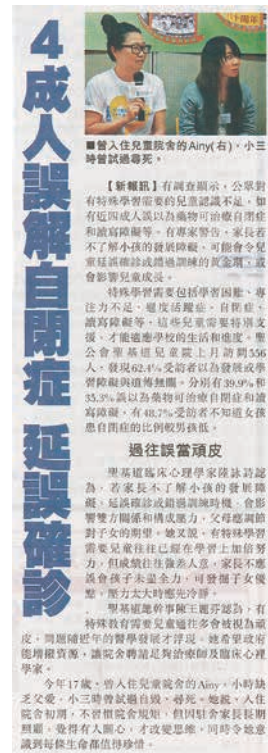 4成人誤解自閉症 延誤確診
■曾入住兒童院舍的Ainy(右)，小三
時曾試過尋死。
【新報訊】有調查顯示，公眾對
有特殊學習需要的兒童認識不足，如
有近四成人誤以為藥物可治療自閉症
和讀寫障礙等。有專家警告，家長若
不了解小孩的發展障礙，可能會令兒
童延誤確診或錯過訓練的黃金期，或
會影響兒童成長。
特殊學習需要包括學習困難、專
注力不足、過度活躍症、自閉症、
讀寫障礙等，這些兒童需要特別支
援，才能適應學校的生活和進度。聖
公會聖基道兒童院上月訪問556
人，發現62.4%受訪者以為發展或學
習障礙與遺傳無關，分別有39.9%和
35.3%誤以為藥物可治療自閉症和讀
寫障礙，有48.7%受訪者不知道女孩
患自閉症的比例較男孩低。
過往誤當頑皮
聖基道臨床心理學家陸詠詩認
為，若家長不了解小孩的發展障
礙，延誤確診或錯過訓練時機，會影
響雙方關係和構成壓力，父母應調節
對子女的期望。她又說，有特殊學習
需要兒童往往已經在學習上加倍努
力，但成績往往強差人意，家長不應
誤會孩子未盡全力，可發掘子女優
點，壓力太大時應先冷靜。
聖基道總幹事陳王麗芬認為，有
特殊教育需要兒童過往多會被視為頑
皮，問題隨近年的醫學發展才浮現。她希望政府
能增撥資源，讓院舍聘請足夠治療師及臨床心理
學家。
今年17歲、曾入住兒童院舍的Ainy，小時缺
乏父愛，小三時曾試過自毀、尋死。她說，入住
院舍初期，不習慣院舍規矩，但因駐舍家長長期
照顧，覺得有人關心，才改變思維，同時令她意
識到每條生命都值得珍惜。